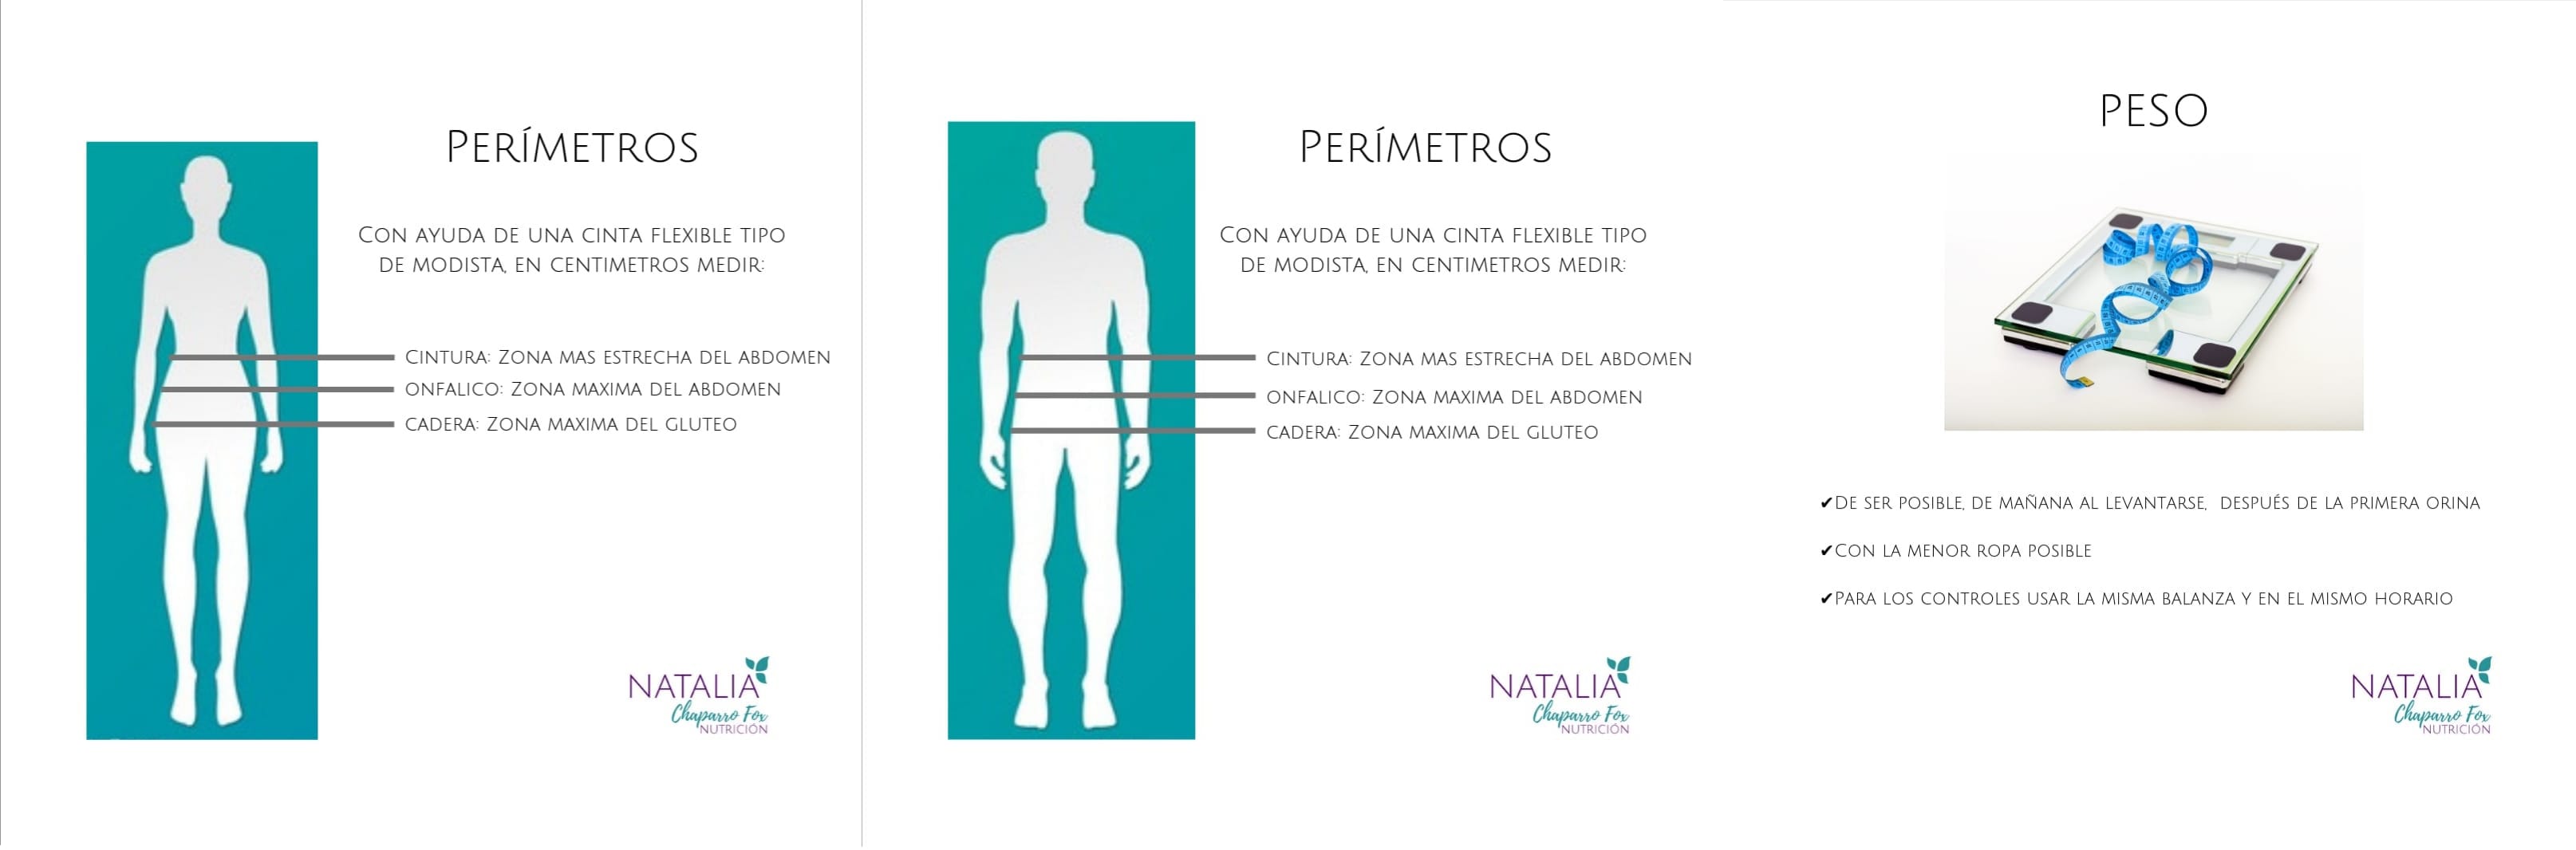 PERÍMETROS
CON AYUDA DE UNA CINTA FLEXIBLE TIPO
DE MODISTA, EN CENTIMETROS MEDIR:
CINTURA: ZONA MAS ESTRECHA DEL ABDOMEN
ONFALICO: ZONA MAXIMA DEL ABDOMEN
CADERA: ZONA MAXIMA DEL GLUTEO
NATALIA
Chaparro Fox
NUTRICIÓN
PERÍMETROS
CON AYUDA DE UNA CINTA FLEXIBLE TIPO
DE MODISTA, EN CENTIMETROS MEDIR:
CINTURA: ZONA MAS ESTRECHA DEL ABDOMEN
ONFALICO: ZONA MAXIMA DEL ABDOMEN
CADERA: ZONA MAXIMA DEL GLUTEO
NATALIA
Chaparro Fox
NUTRICIÓN
PESO
✔DE SER POSIBLE, DE MAÑANA AL LEVANTARSE, DESPUÉS DE LA PRIMERA ORINA
✔CON LA MENOR ROPA POSIBLE
✔PARA LOS CONTROLES USAR LA MISMA BALANZA Y EN EL MISMO HORARIO
NATALIA
Chaparro Fox
NUTRICIÓN